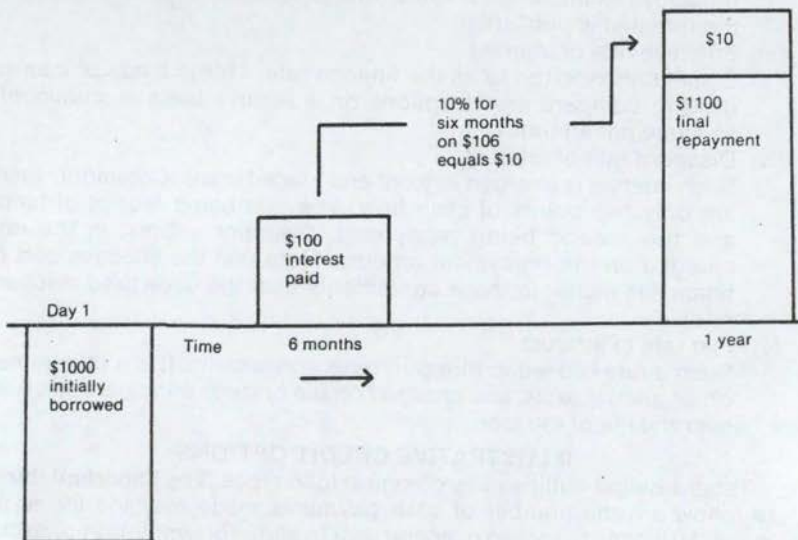 $10
10% for
six months
on $106
equals $10
$1100
final
repayment
$100
interest
paid
Day 1
Time
6 months
1 year
$1000
initially
borrowed